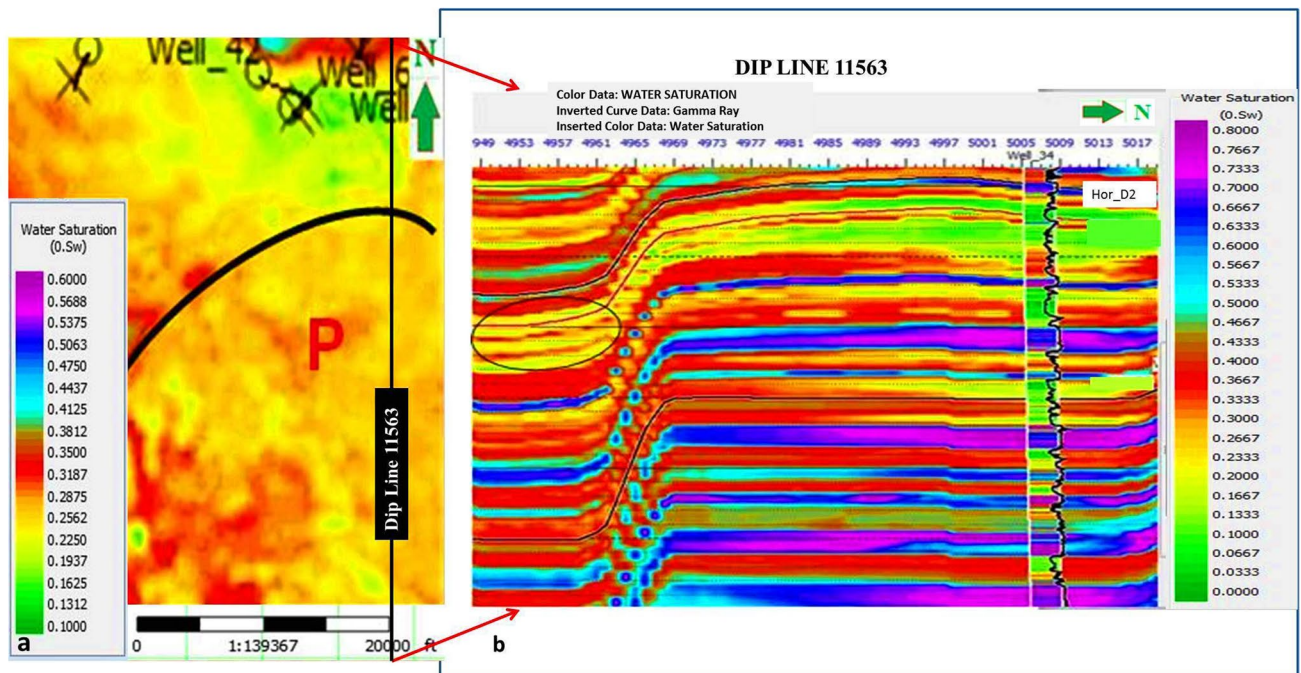 Well_42
Well_6
Well
N
Water Saturation
(0.Sw)
0.6000
0.5688
0.5375
0.5063
0.4750
0.4437
0.4125
0.3812
0.3500
0.3187
0.2875
0.2562
0.2250
0.1937
0.1625
0.1312
0.1000
P
Dip Line 11563
0 1:139367 20000 ft
a
DIP LINE 11563
Color Data: WATER SATURATION
Inverted Curve Data: Gamma Ray
Inserted Color Data: Water Saturation
N
949 4953 4957 4961 4965 4969 4973 4977 4981 4985 4989 4993 4997 5001 5005 5009 5013 5017
Well_34
Hor_D2
b
Water Saturation
(0.Sw)
0.8000
0.7667
0.7333
0.7000
0.6667
0.6333
0.6000
0.5667
0.5333
0.5000
0.4667
0.4333
0.4000
0.3667
0.3333
0.3000
0.2667
0.2333
0.2000
0.1667
0.1333
0.1000
0.0667
0.0333
0.0000